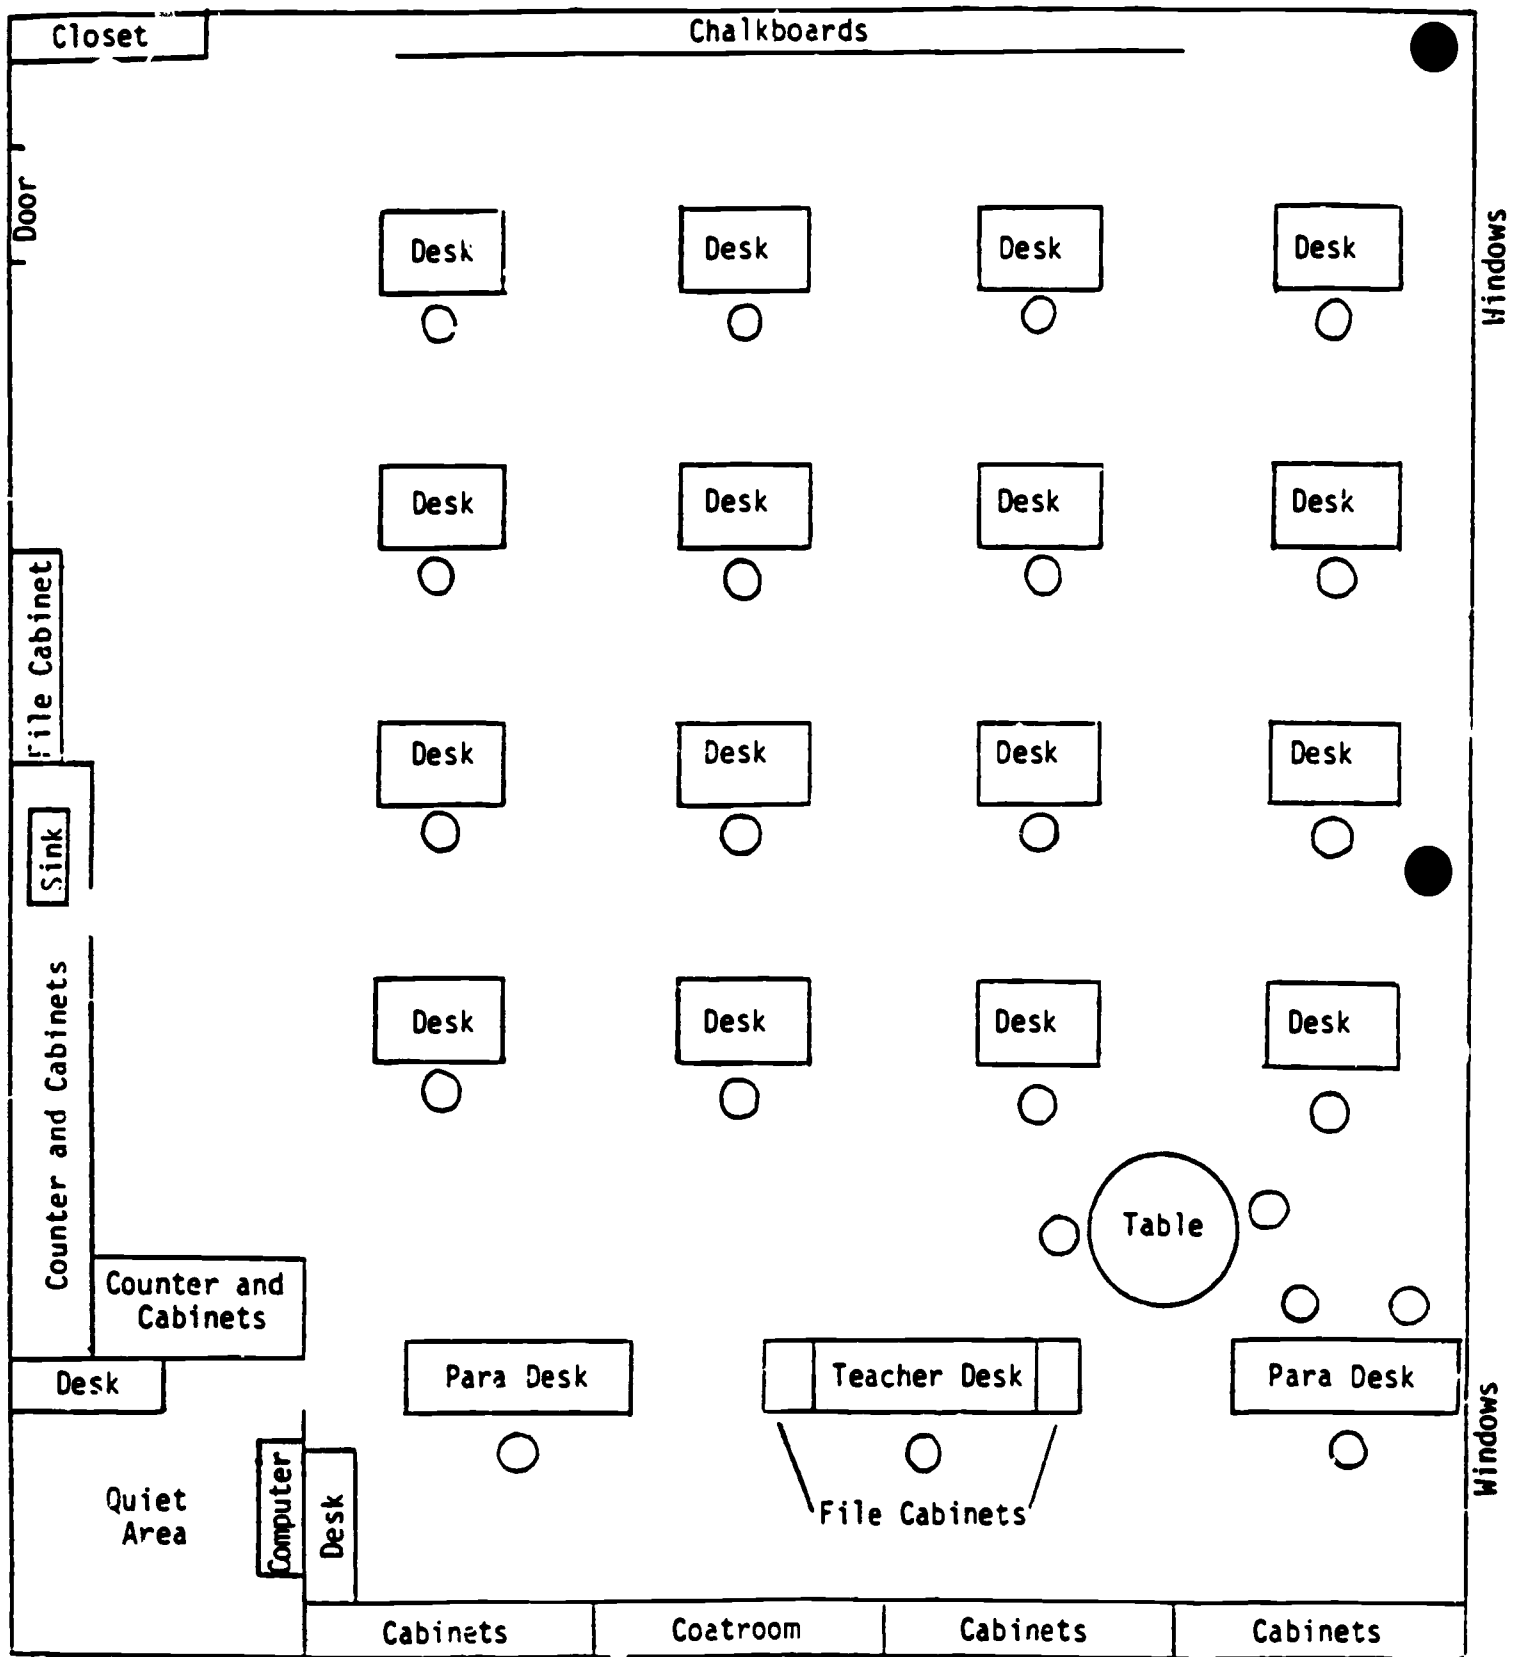 Closet
Chalkboards
Door
Windows
Desk
Desk
Desk
Desk
Desk
Desk
Desk
Desk
File Cabinet
Desk
Desk
Desk
Desk
Sink
Counter and Cabinets
Desk
Desk
Desk
Desk
Table
Counter and
Cabinets
Desk
Para Desk
Teacher Desk
Para Desk
Windows
Quiet
Area
Computer
Desk
File Cabinets
Cabinets
Coatroom
Cabinets
Cabinets